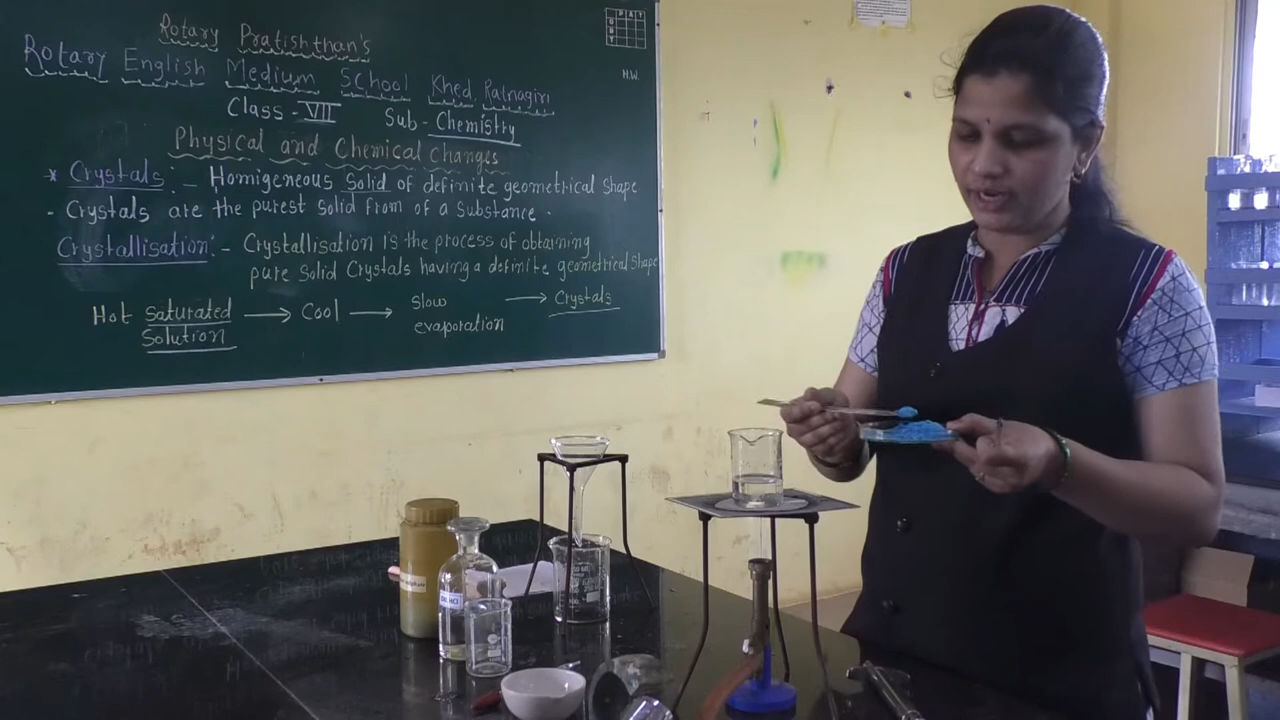 Rotary Pratishthan's
Rotary English Medium School Khed Ratnagiri
Class - VII Sub - Chemistry
Physical and Chemical Changes
* Crystals :- Homigeneous Solid of definite geometrical shape
- Crystals are the purest solid from of a substance.
Crystallisation :- Crystallisation is the process of obtaining
pure solid Crystals having a definite geometrical shape
Hot saturated Solution → Cool → Slow evaporation → Crystals
H.W.
Dil. HCl